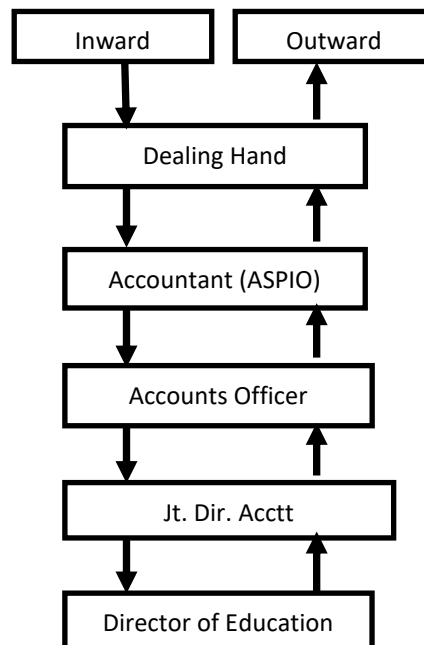 Inward
Outward
Dealing Hand
Accountant (ASPIO)
Accounts Officer
Jt. Dir. Acctt
Director of Education